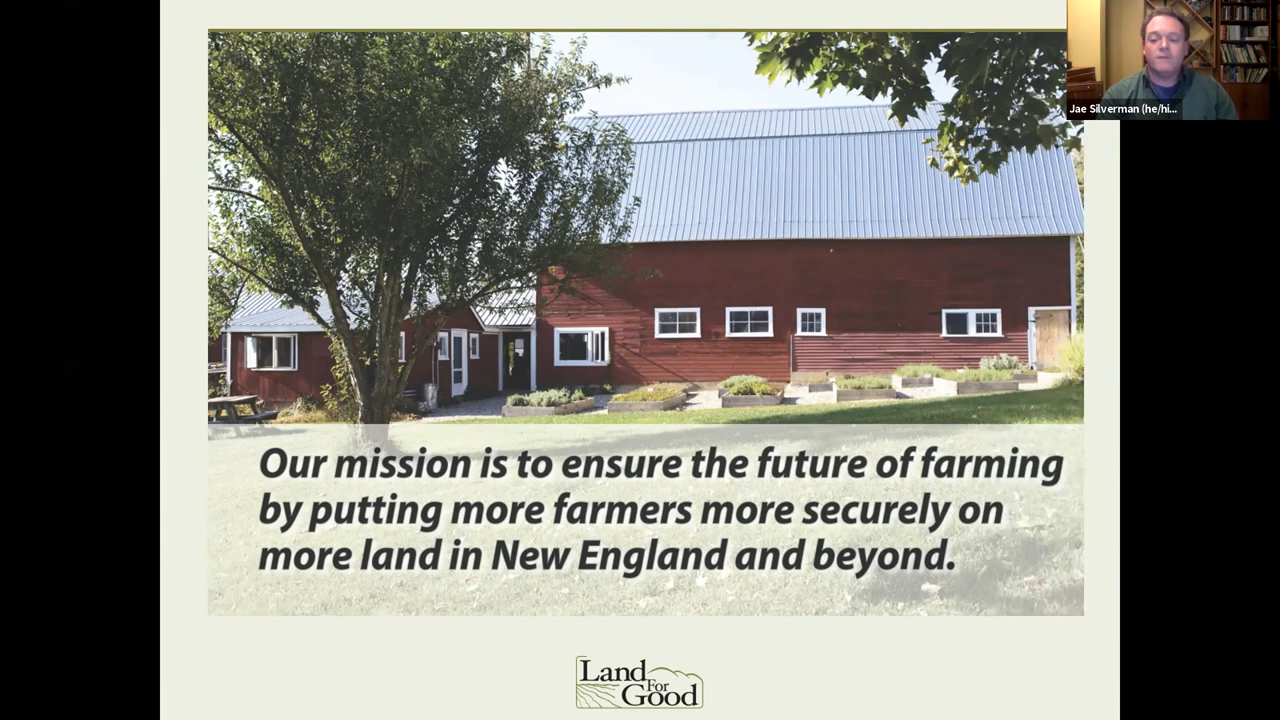 Jae Silverman (he/hi...
Our mission is to ensure the future of farming
by putting more farmers more securely on
more land in New England and beyond.
Land
For
Good